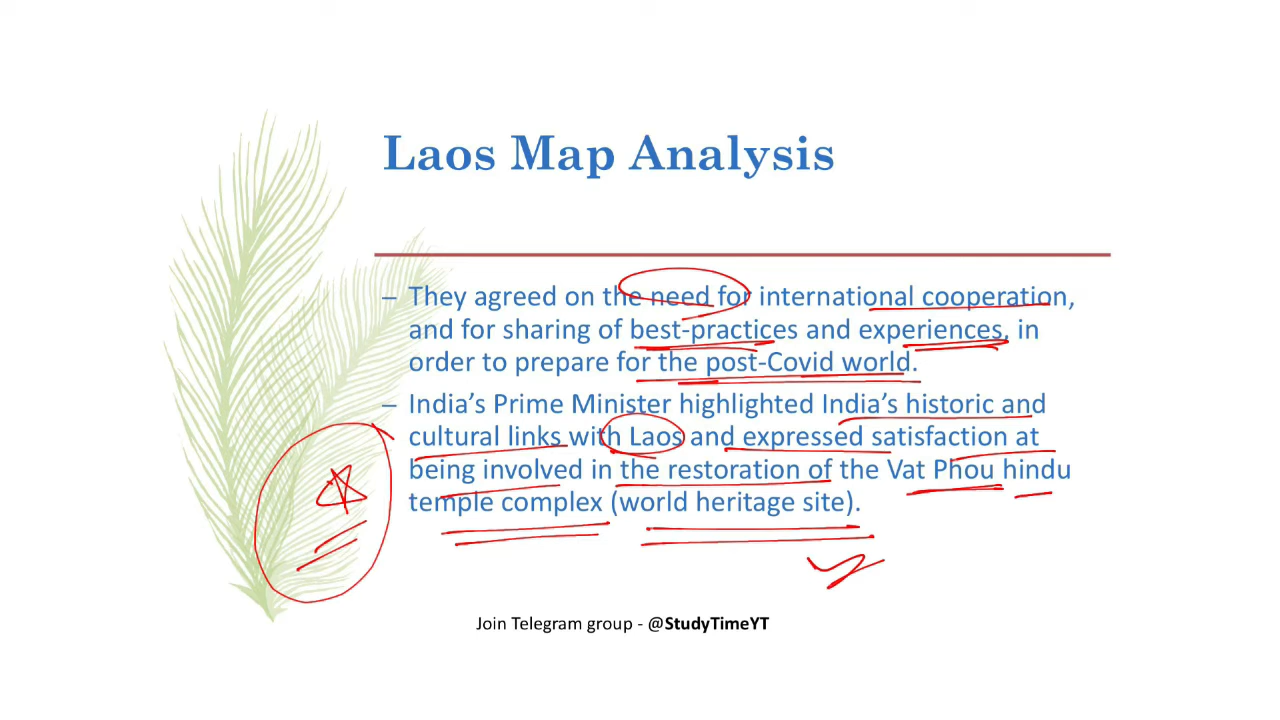 Laos Map Analysis
– They agreed on the need for international cooperation,
and for sharing of best-practices and experiences, in
order to prepare for the post-Covid world.
– India’s Prime Minister highlighted India’s historic and
cultural links with Laos and expressed satisfaction at
being involved in the restoration of the Vat Phou hindu
temple complex (world heritage site).
Join Telegram group - @StudyTimeYT